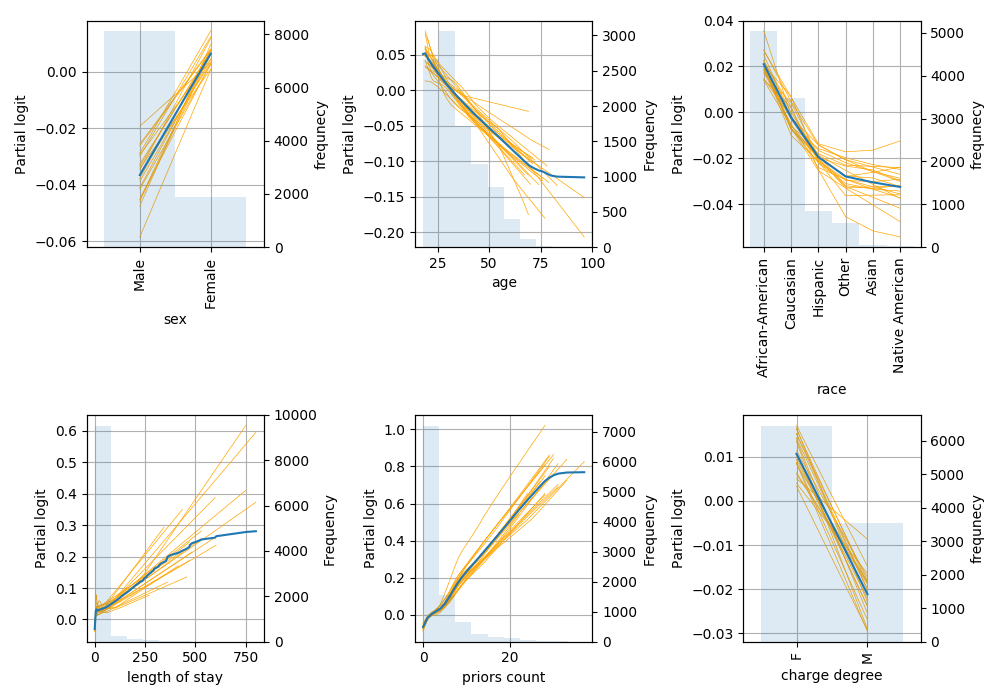 0.00
−0.02
−0.04
−0.06
Partial logit
8000
6000
4000
2000
0
frequnecy
Male
Female
sex
0.05
0.00
−0.05
−0.10
−0.15
−0.20
Partial logit
3000
2500
2000
1500
1000
500
0
Frequency
25 50 75 100
age
0.04
0.02
0.00
−0.02
−0.04
Partial logit
5000
4000
3000
2000
1000
0
frequnecy
African-American
Caucasian
Hispanic
Other
Asian
Native American
race
0.6
0.5
0.4
0.3
0.2
0.1
0.0
Partial logit
10000
8000
6000
4000
2000
0
Frequency
0 250 500 750
length of stay
1.0
0.8
0.6
0.4
0.2
0.0
Partial logit
7000
6000
5000
4000
3000
2000
1000
0
Frequency
0 20
priors count
0.01
0.00
−0.01
−0.02
−0.03
Partial logit
6000
5000
4000
3000
2000
1000
0
frequnecy
F
M
charge degree